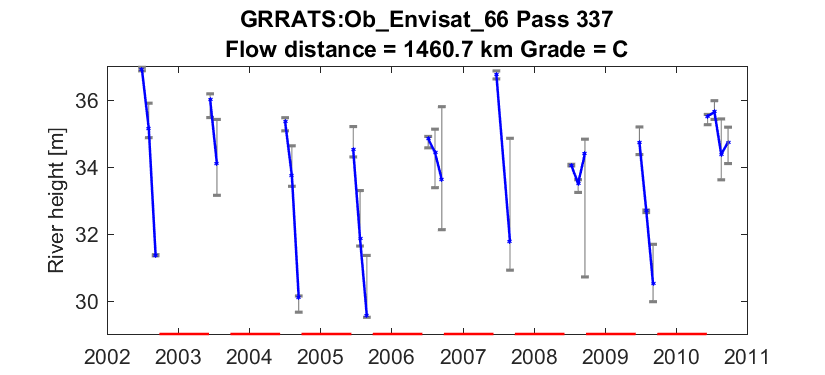 GRRATS:Ob_Envisat_66 Pass 337
Flow distance = 1460.7 km Grade = C
River height [m]
36
34
32
30
2002 2003 2004 2005 2006 2007 2008 2009 2010 2011